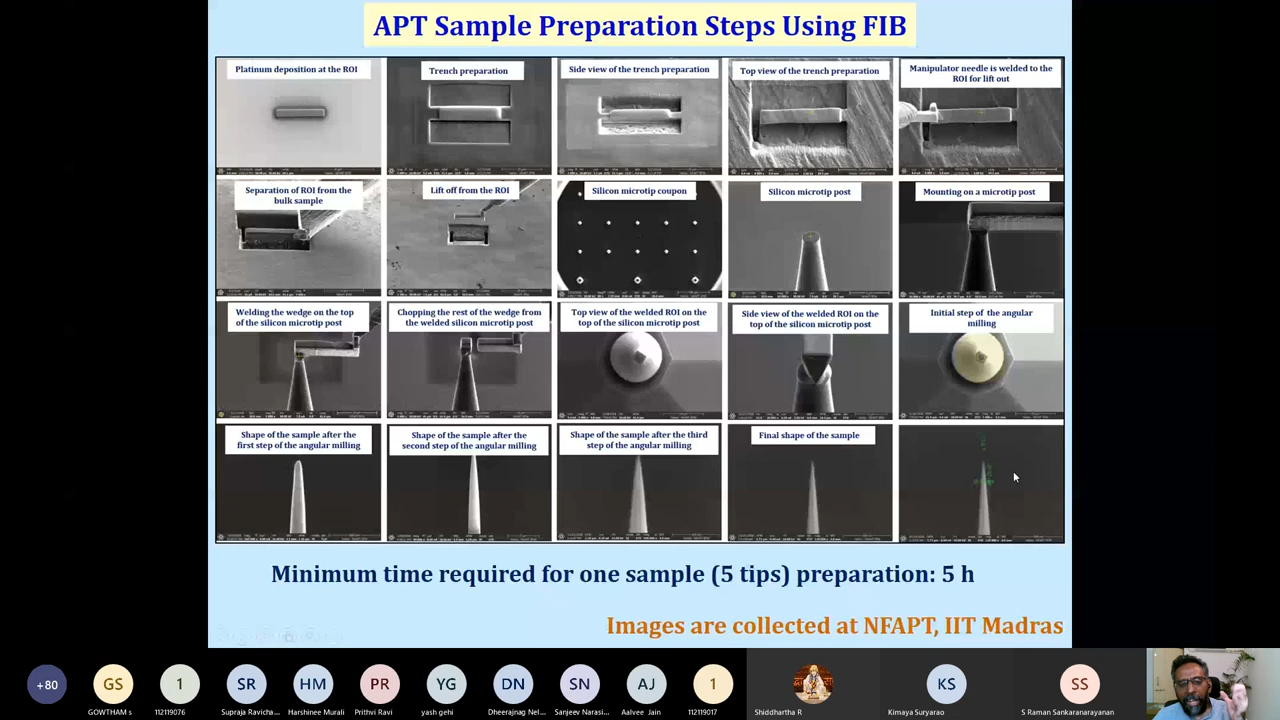 APT Sample Preparation Steps Using FIB
Platinum deposition at the ROI
Trench preparation
Side view of the trench preparation
Top view of the trench preparation
Manipulator needle is welded to the
ROI for lift out
Separation of ROI from the
bulk sample
Lift off from the ROI
Silicon microtip coupon
Silicon microtip post
Mounting on a microtip post
Welding the wedge on the top
of the silicon microtip post
Chopping the rest of the wedge from
the welded silicon microtip post
Top view of the welded ROI on the
top of the silicon microtip post
Side view of the welded ROI on the
top of the silicon microtip post
Initial step of the angular
milling
Shape of the sample after the
first step of the angular milling
Shape of the sample after the
second step of the angular milling
Shape of the sample after the third
step of the angular milling
Final shape of the sample
Minimum time required for one sample (5 tips) preparation: 5 h
Images are collected at NFAPT, IIT Madras
+80
GS
1
SR
HM
PR
YG
DN
SN
AJ
1
KS
SS
GOWTHAM s
112119076
Supraja Ravicha...
Harshinee Murali
Prithvi Ravi
yash gehi
Dheerajnag Nel...
Sanjeev Narasi...
Aalvee Jain
112119017
Shiddhartha R
Kimaya Suryarao
S Raman Sankaranarayanan